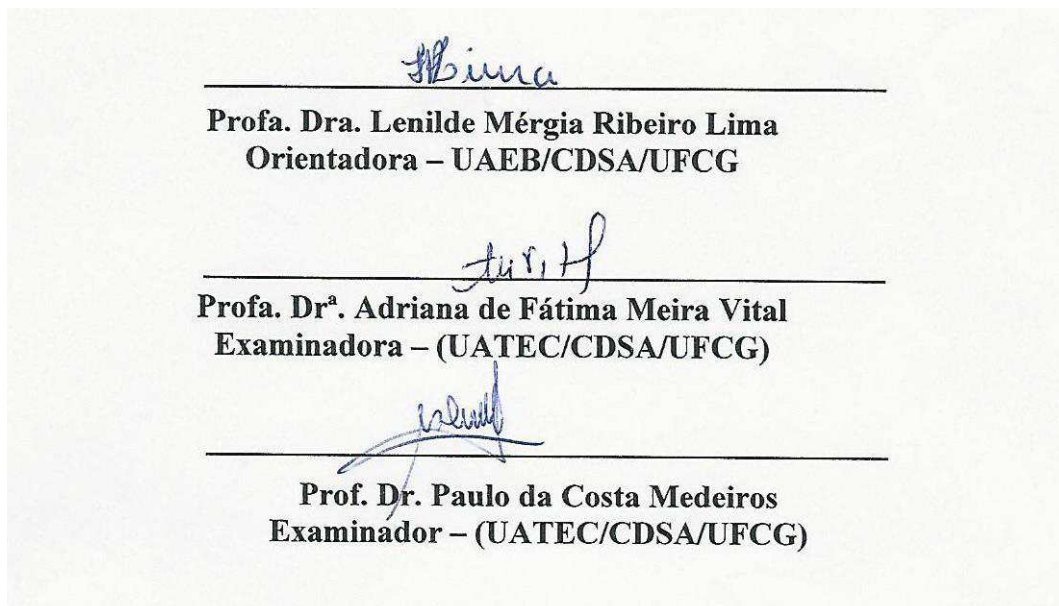 Profa. Dra. Lenilde Mérgia Ribeiro Lima
Orientadora – UAEB/CDSA/UFCG
Profa. Drª. Adriana de Fátima Meira Vital
Examinadora – (UATEC/CDSA/UFCG)
Prof. Dr. Paulo da Costa Medeiros
Examinador – (UATEC/CDSA/UFCG)